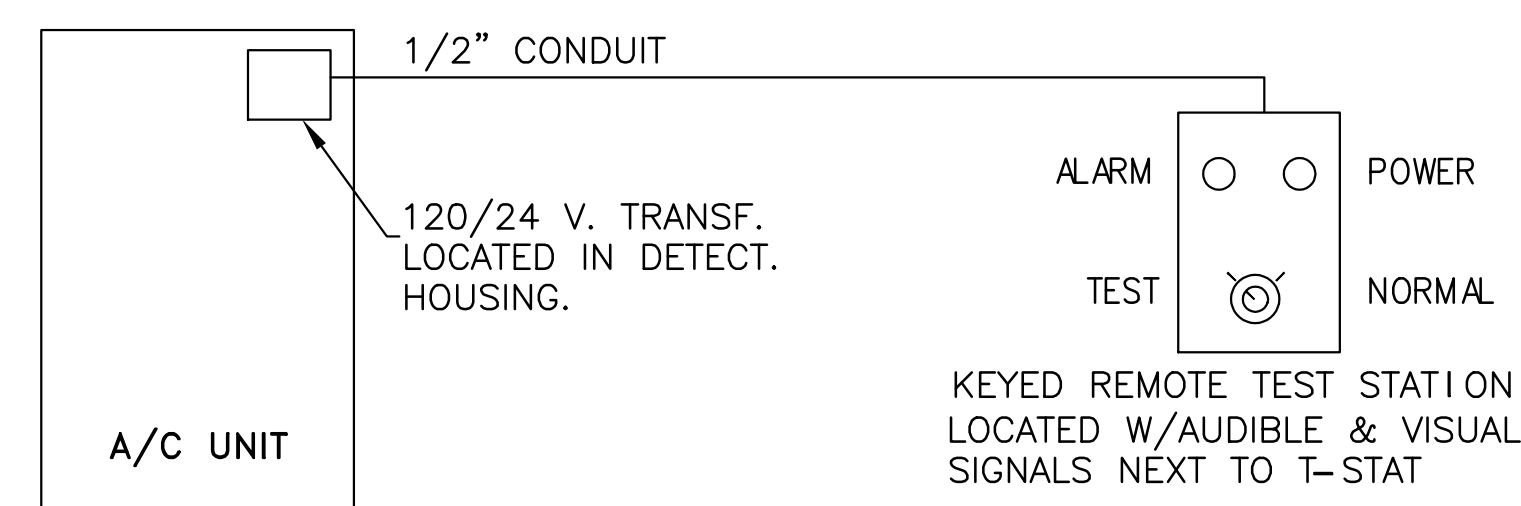 1/2” CONDUIT
120/24 V. TRANSF.
LOCATED IN DETECT.
HOUSING.
A/C UNIT
ALARM
POWER
TEST
NORMAL
KEYED REMOTE TEST STATION
LOCATED W/AUDIBLE & VISUAL
SIGNALS NEXT TO T-STAT